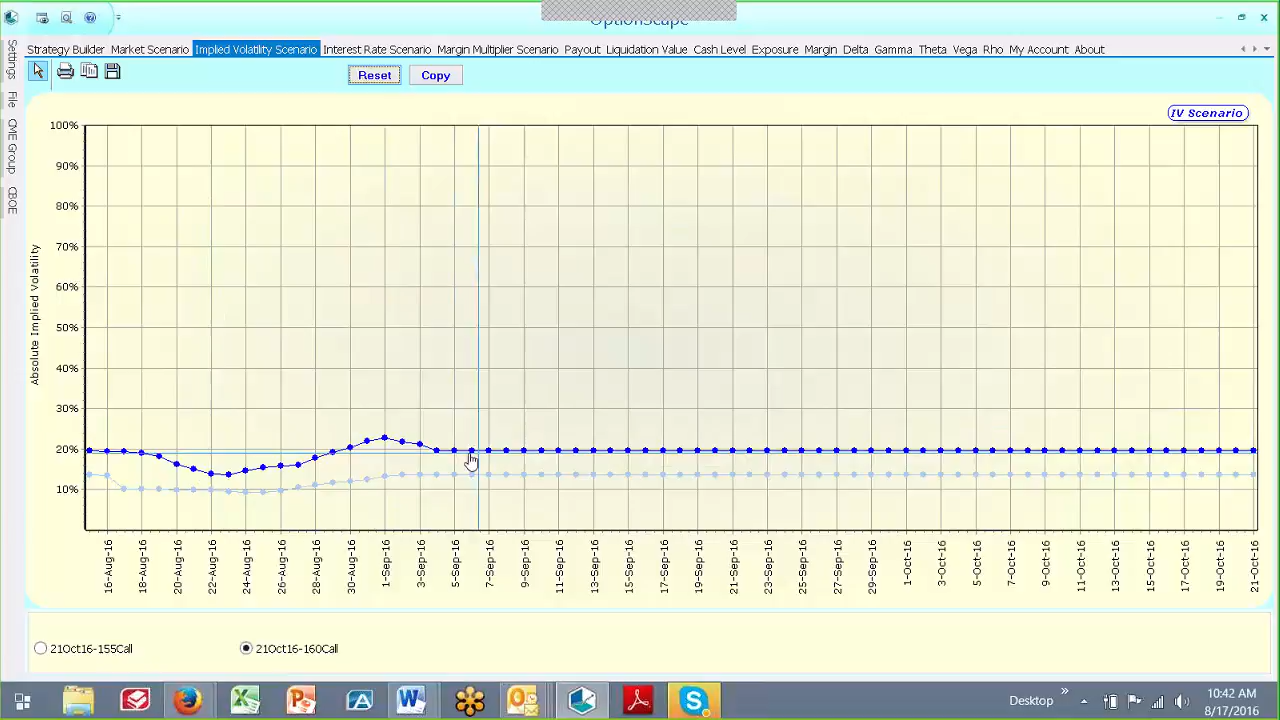 OptionScape
Strategy Builder Market Scenario Implied Volatility Scenario Interest Rate Scenario Margin Multiplier Scenario Payout Liquidation Value Cash Level Exposure Margin Delta Gamma Theta Vega Rho My Account About
Settings
File
CME Group
CBOE
Reset Copy
IV Scenario
Absolute Implied Volatility
100%
90%
80%
70%
60%
50%
40%
30%
20%
10%
16-Aug-16 18-Aug-16 20-Aug-16 22-Aug-16 24-Aug-16 26-Aug-16 28-Aug-16 30-Aug-16 1-Sep-16 3-Sep-16 5-Sep-16 7-Sep-16 9-Sep-16 11-Sep-16 13-Sep-16 15-Sep-16 17-Sep-16 19-Sep-16 21-Sep-16 23-Sep-16 25-Sep-16 27-Sep-16 29-Sep-16 1-Oct-16 3-Oct-16 5-Oct-16 7-Oct-16 9-Oct-16 11-Oct-16 13-Oct-16 15-Oct-16 17-Oct-16 19-Oct-16 21-Oct-16
21Oct16-155Call 21Oct16-160Call
Desktop
10:42 AM
8/17/2016